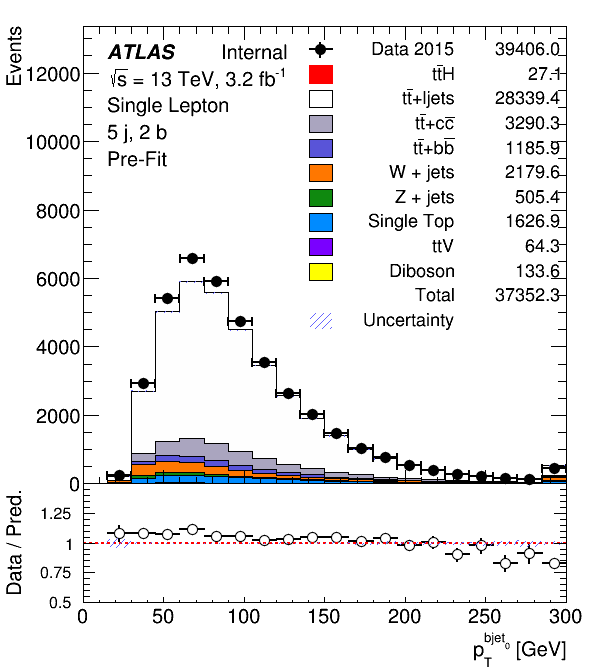 Events
ATLAS Internal
√s = 13 TeV, 3.2 fb⁻¹
Single Lepton
5 j, 2 b
Pre-Fit
Data 2015 39406.0
tt̄H 27.1
tt̄+ljets 28339.4
tt̄+cc̄ 3290.3
tt̄+bb̄ 1185.9
W + jets 2179.6
Z + jets 505.4
Single Top 1626.9
ttV 64.3
Diboson 133.6
Total 37352.3
Uncertainty
12000
10000
8000
6000
4000
2000
0
Data / Pred.
1.25
1
0.75
0.5
0 50 100 150 200 250 300
p_T^bjet₀ [GeV]